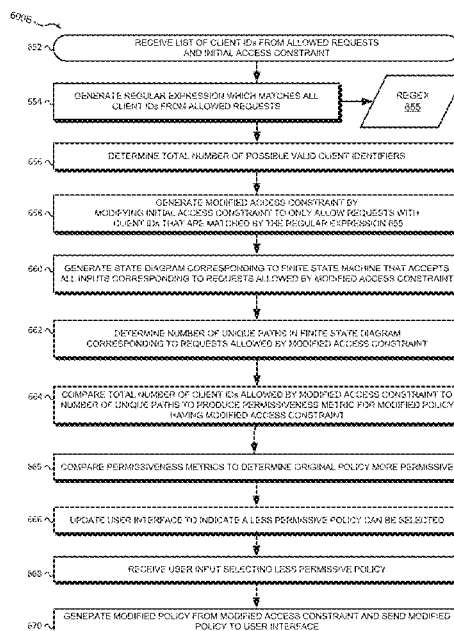 600B
652
RECEIVE LIST OF CLIENT IDS FROM ALLOWED REQUESTS
AND INITIAL ACCESS CONSTRAINT
654
GENERATE REGULAR EXPRESSION WHICH MATCHES ALL
CLIENT IDS FROM ALLOWED REQUESTS
REGEX
655
656
DETERMINE TOTAL NUMBER OF POSSIBLE VALID CLIENT IDENTIFIERS
658
GENERATE MODIFIED ACCESS CONSTRAINT BY
MODIFYING INITIAL ACCESS CONSTRAINT TO ONLY ALLOW REQUESTS WITH
CLIENT IDS THAT ARE MATCHED BY THE REGULAR EXPRESSION 655
660
GENERATE STATE DIAGRAM CORRESPONDING TO FINITE STATE MACHINE THAT ACCEPTS
ALL INPUTS CORRESPONDING TO REQUESTS ALLOWED BY MODIFIED ACCESS CONSTRAINT
662
DETERMINE NUMBER OF UNIQUE PATHS IN FINITE STATE DIAGRAM
CORRESPONDING TO REQUESTS ALLOWED BY MODIFIED ACCESS CONSTRAINT
664
COMPARE TOTAL NUMBER OF CLIENT IDS ALLOWED BY MODIFIED ACCESS CONSTRAINT TO
NUMBER OF UNIQUE PATHS TO PRODUCE PERMISSIVENESS METRIC FOR MODIFIED POLICY
HAVING MODIFIED ACCESS CONSTRAINT
665
COMPARE PERMISSIVENESS METRICS TO DETERMINE ORIGINAL POLICY MORE PERMISSIVE
666
UPDATE USER INTERFACE TO INDICATE A LESS PERMISSIVE POLICY CAN BE SELECTED
668
RECEIVE USER INPUT SELECTING LESS PERMISSIVE POLICY
670
GENERATE MODIFIED POLICY FROM MODIFIED ACCESS CONSTRAINT AND SEND MODIFIED
POLICY TO USER INTERFACE